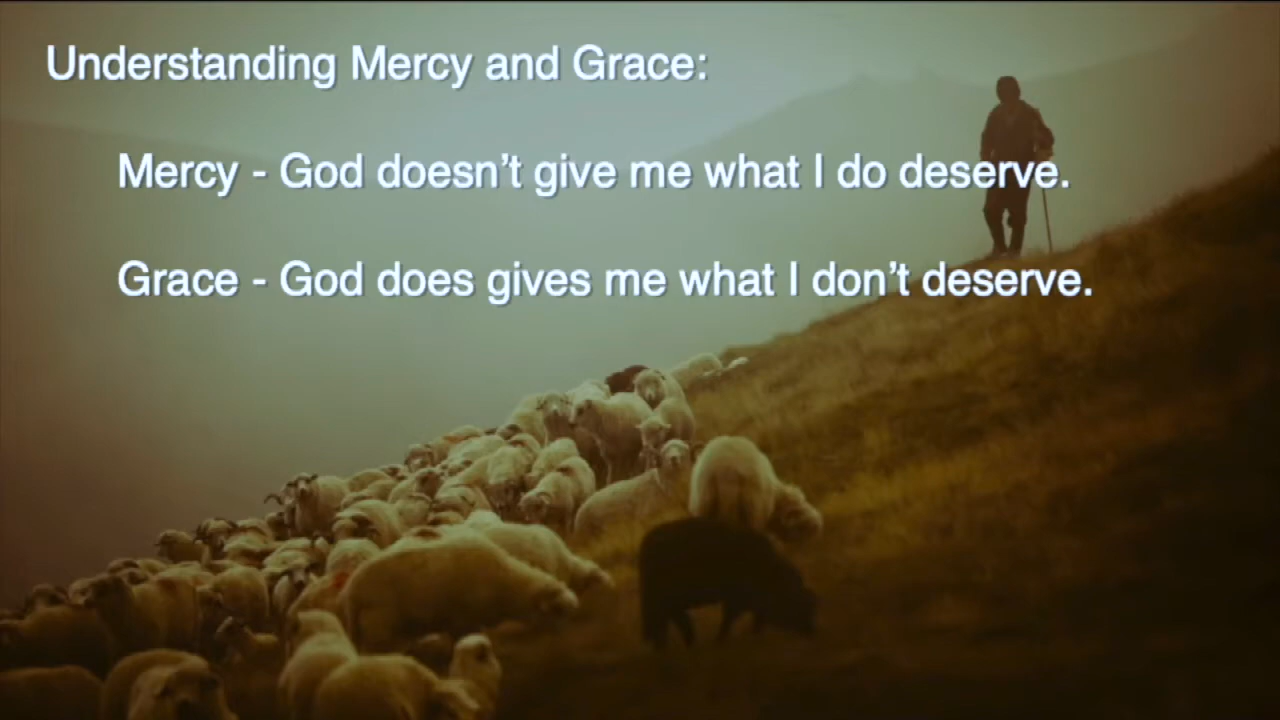 Understanding Mercy and Grace:
Mercy - God doesn’t give me what I do deserve.
Grace - God does gives me what I don’t deserve.